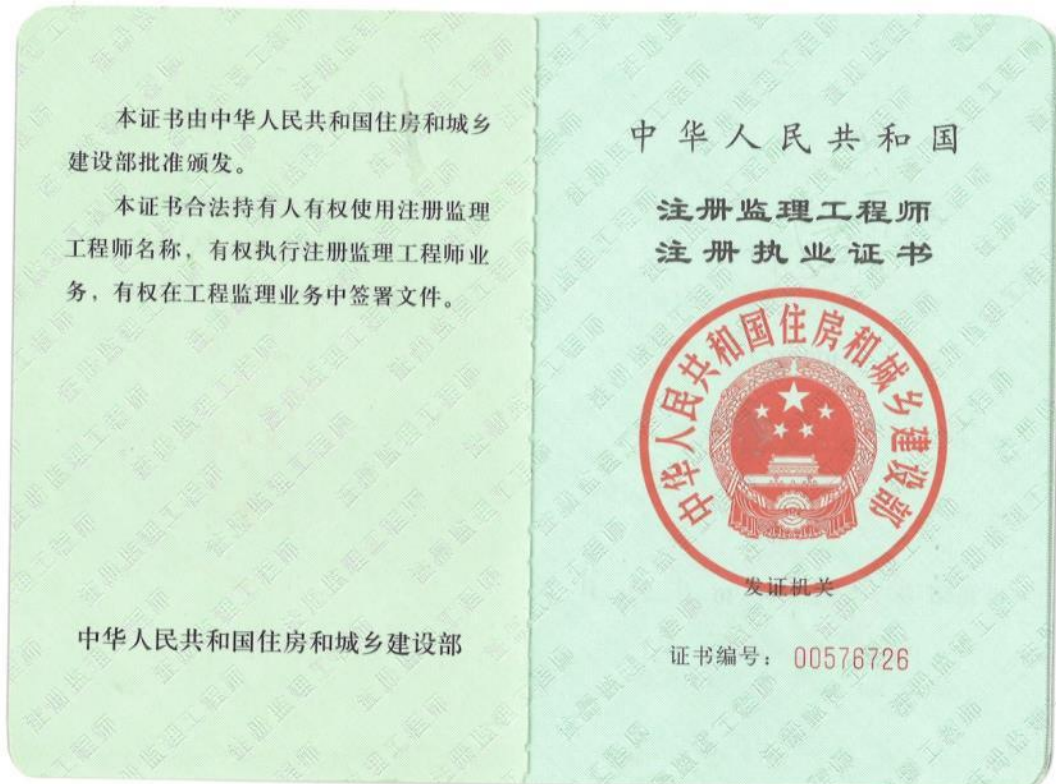 本证书由中华人民共和国住房和城乡
建设部批准颁发。
本证书合法持有人有权使用注册监理
工程师名称，有权执行注册监理工程师业
务，有权在工程监理业务中签署文件。
中华人民共和国住房和城乡建设部
中华人民共和国
注册监理工程师
注册执业证书
中华人民共和国住房和城乡建设部
发证机关
证书编号：00576726